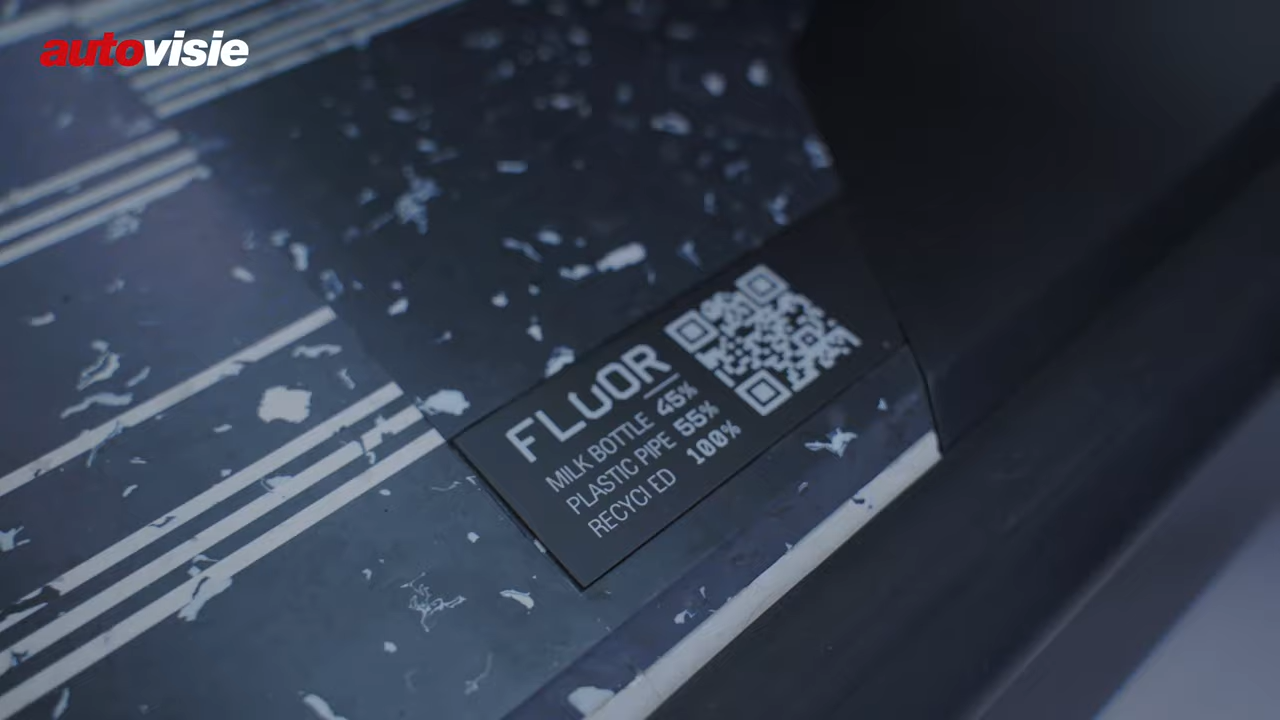 autovisie
FLuOR
MILK BOTTLE 45%
PLASTIC PIPE 55%
RECYCLED 100%